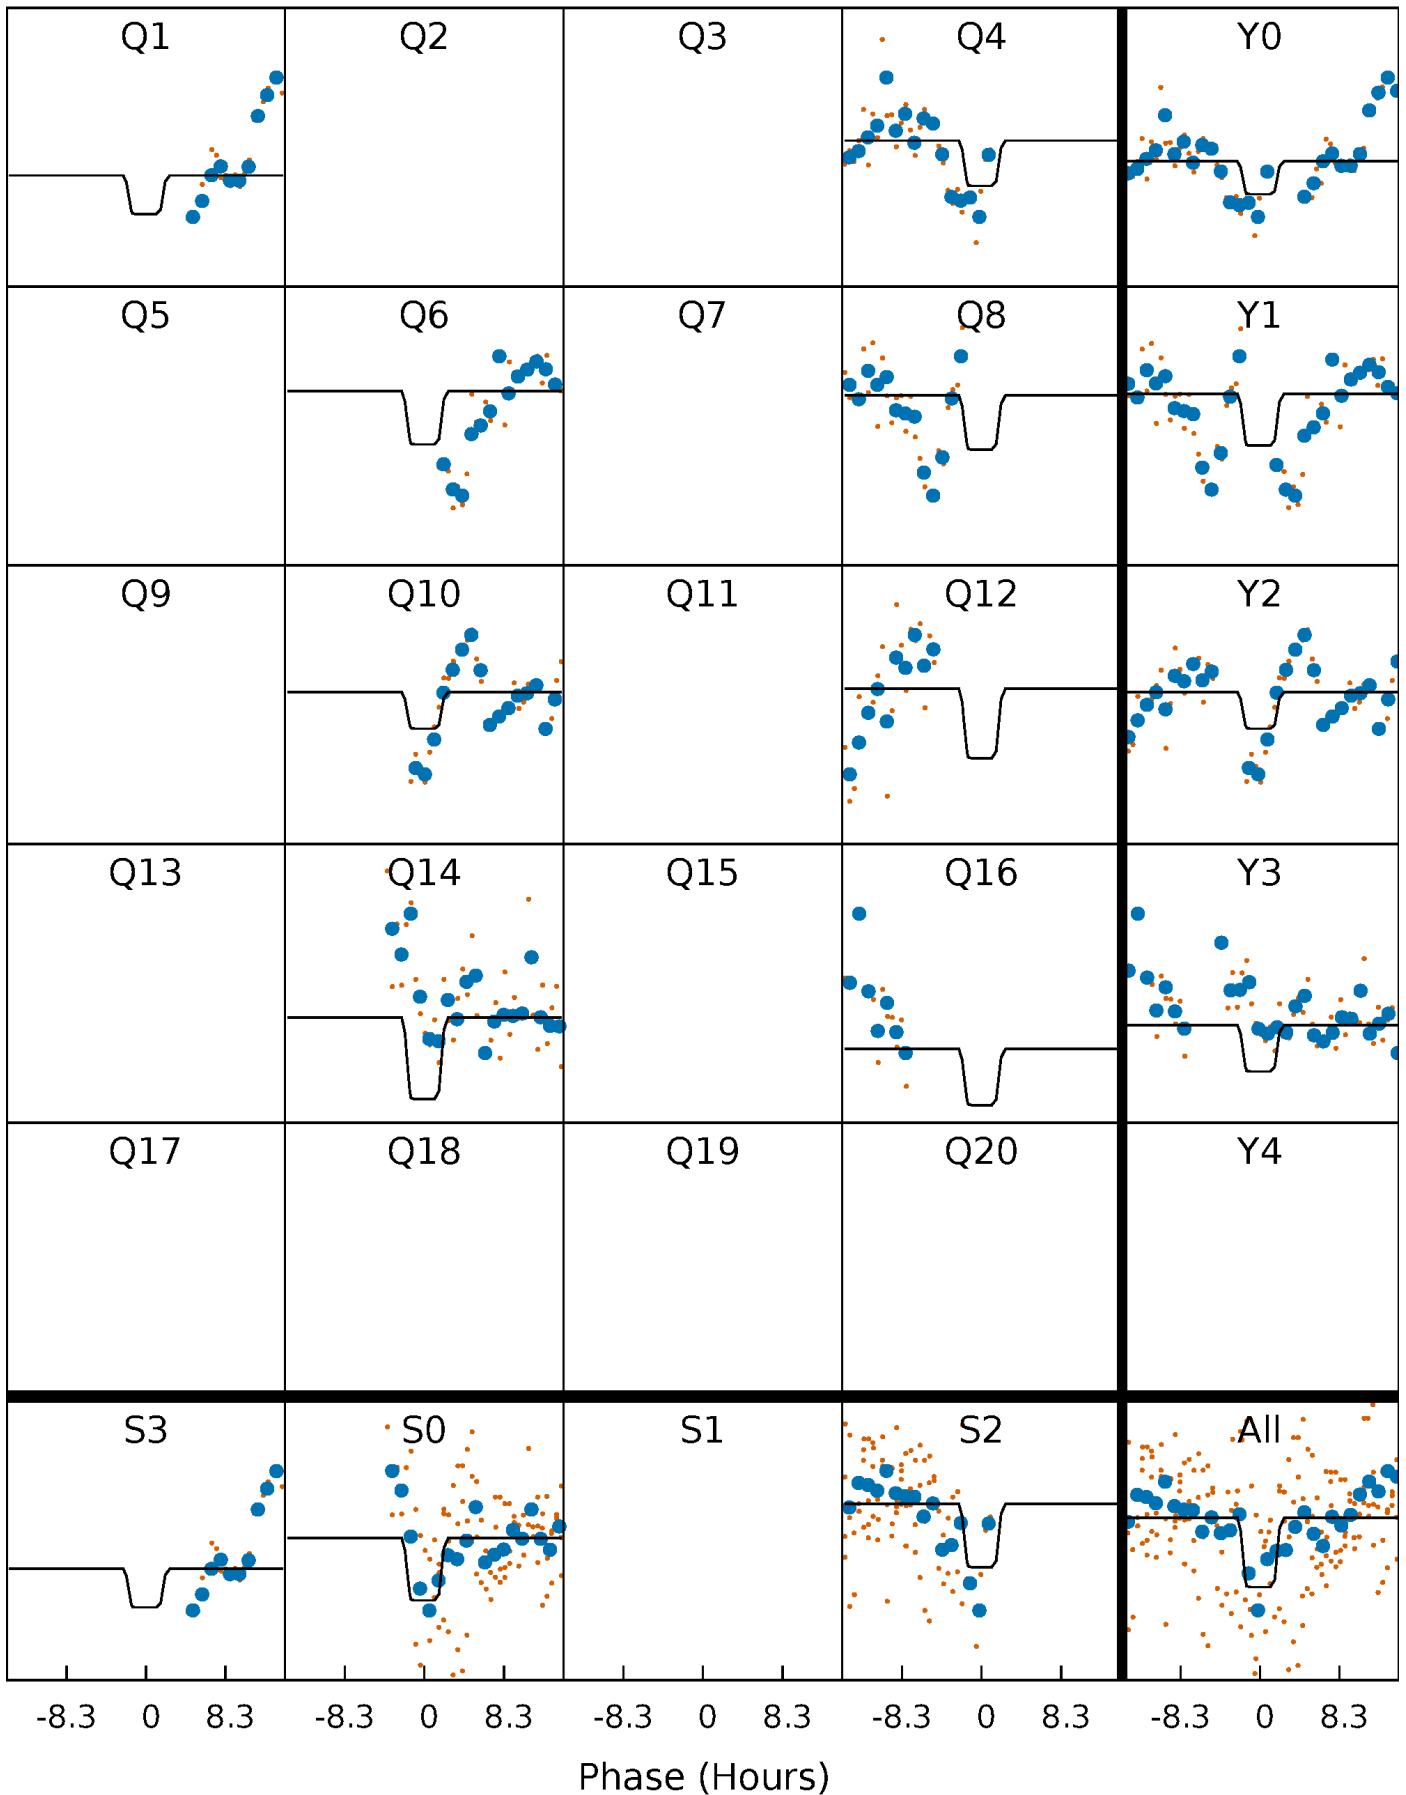 Q1 Q2 Q3 Q4 Y0
Q5 Q6 Q7 Q8 Y1
Q9 Q10 Q11 Q12 Y2
Q13 Q14 Q15 Q16 Y3
Q17 Q18 Q19 Q20 Y4
S3 S0 S1 S2 All
-8.3 0 8.3 -8.3 0 8.3 -8.3 0 8.3 -8.3 0 8.3 -8.3 0 8.3
Phase (Hours)